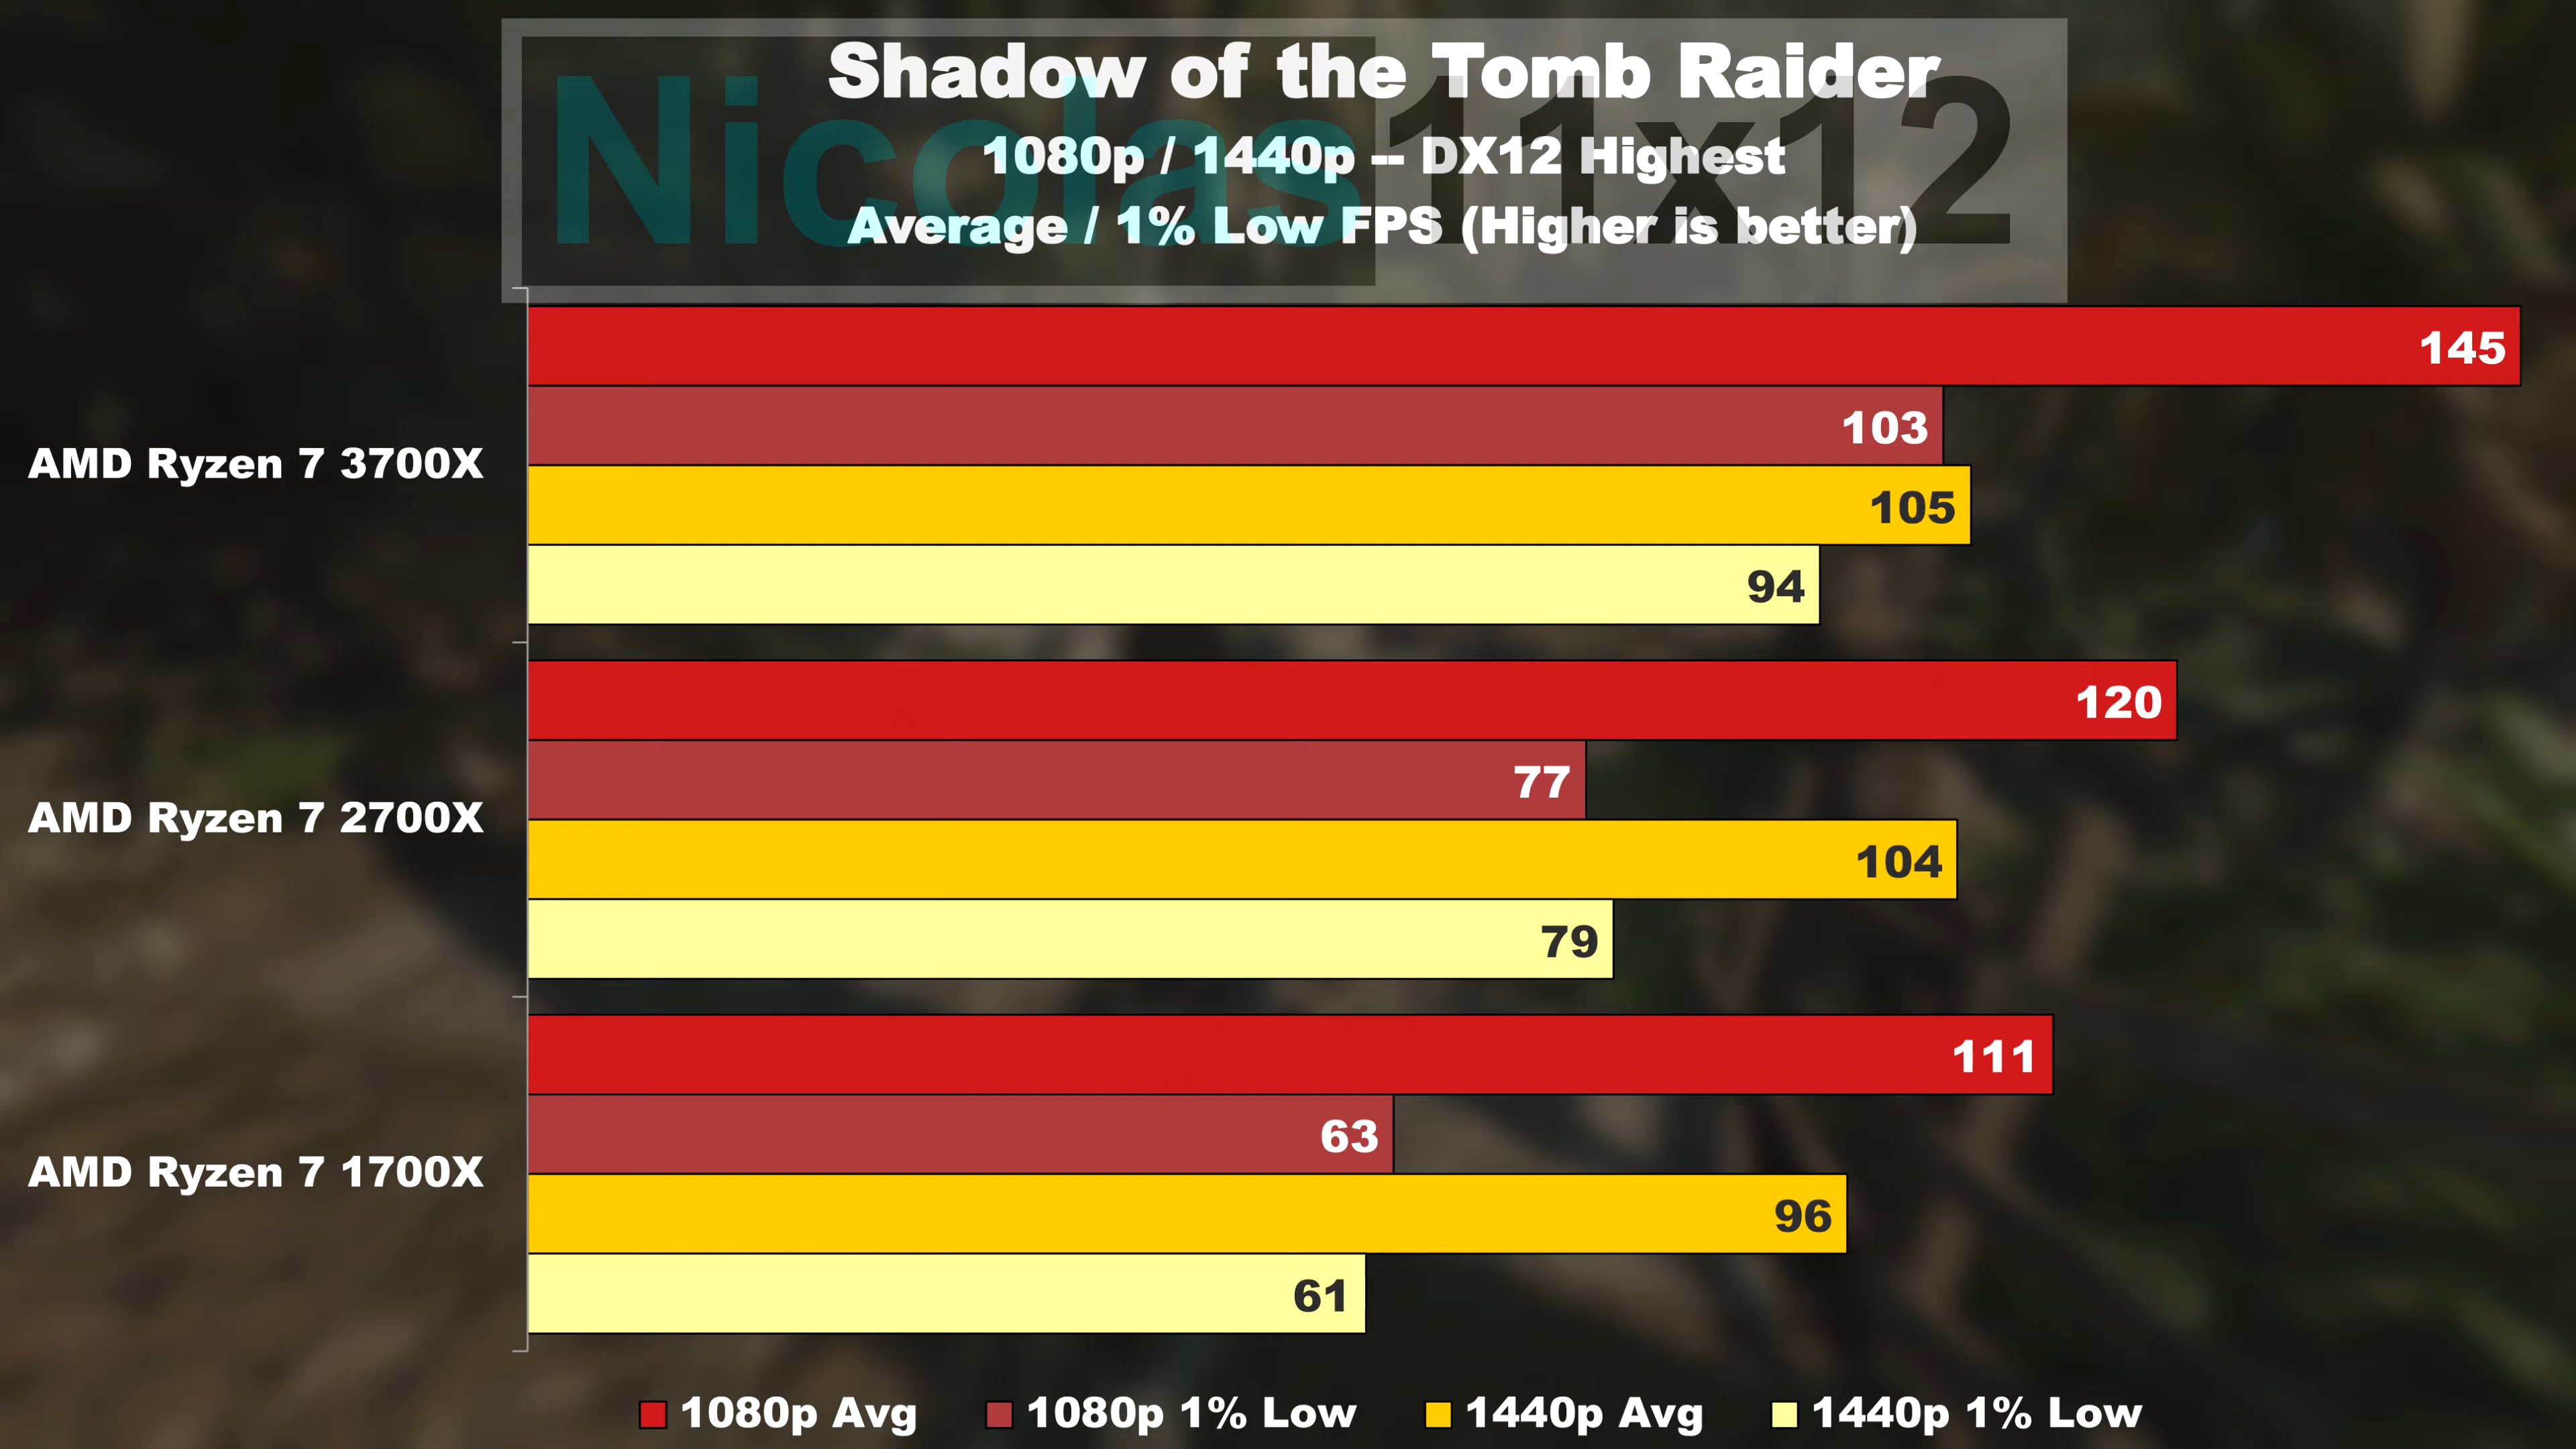 Shadow of the Tomb Raider
Nicolas11x12
1080p / 1440p -- DX12 Highest
Average / 1% Low FPS (Higher is better)
145
103
AMD Ryzen 7 3700X
105
94
120
77
AMD Ryzen 7 2700X
104
79
111
63
AMD Ryzen 7 1700X
96
61
1080p Avg 1080p 1% Low 1440p Avg 1440p 1% Low